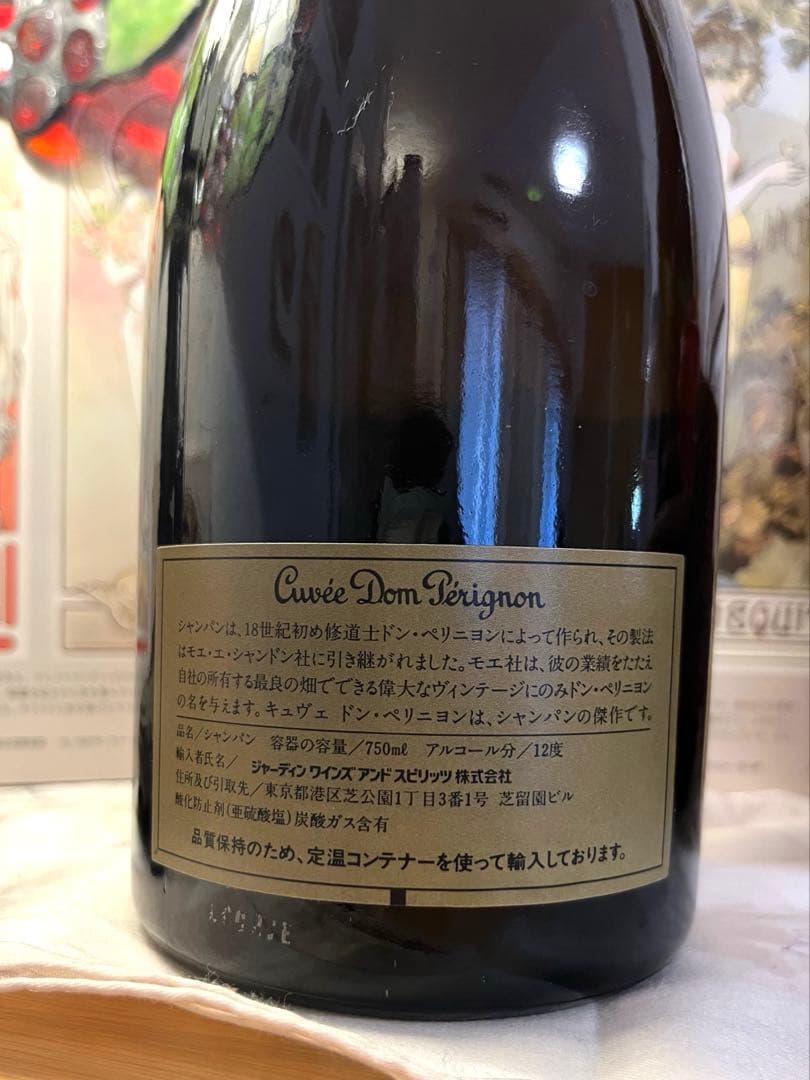 Cuvée Dom Pérignon
シャンパンは、18世紀初め修道士ドン・ペリニヨンによって作られ、その製法
はモエ・エ・シャンドン社に引き継がれました。モエ社は、彼の業績をたたえ
自社の所有する最良の畑でできる偉大なヴィンテージにのみドン・ペリニヨン
の名を与えます。キュヴェ ドン・ペリニヨンは、シャンパンの傑作です。
品名/シャンパン 容器の容量/750mℓ アルコール分/12度
輸入者氏名/ ジャーディン ワインズ アンド スピリッツ 株式会社
住所及び引取先/東京都港区芝公園1丁目3番1号 芝留園ビル
酸化防止剤(亜硫酸塩)炭酸ガス含有
品質保持のため、定温コンテナーを使って輸入しております。